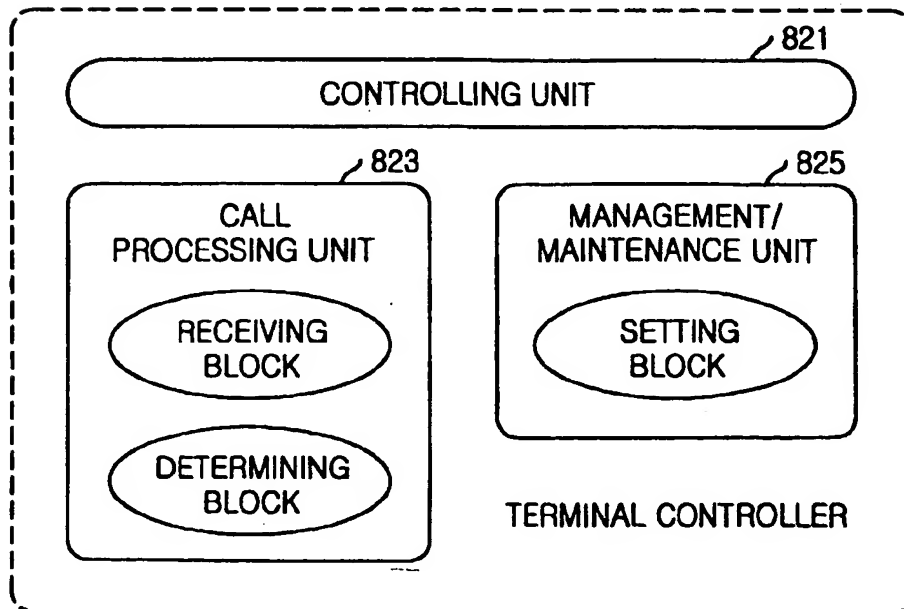 821
CONTROLLING UNIT
823
CALL
PROCESSING UNIT
RECEIVING
BLOCK
DETERMINING
BLOCK
825
MANAGEMENT/
MAINTENANCE UNIT
SETTING
BLOCK
TERMINAL CONTROLLER